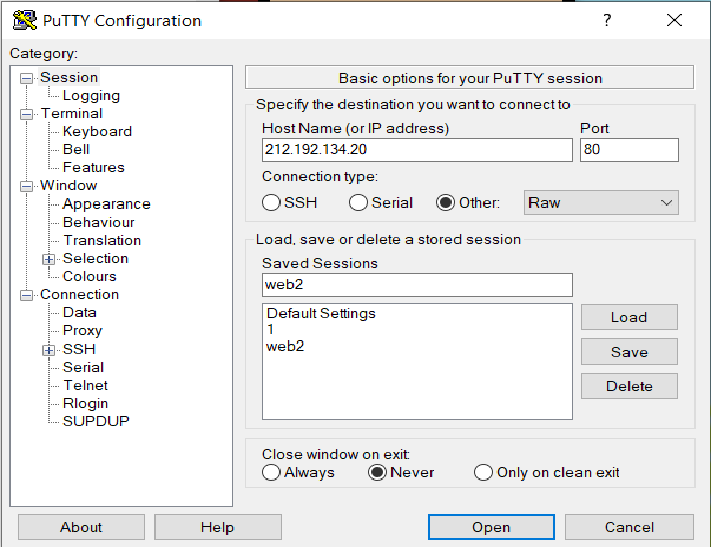 PuTTY Configuration
?
Category:
Session
Logging
Terminal
Keyboard
Bell
Features
Window
Appearance
Behaviour
Translation
Selection
Colours
Connection
Data
Proxy
SSH
Serial
Telnet
Rlogin
SUPDUP
Basic options for your PuTTY session
Specify the destination you want to connect to
Host Name (or IP address) Port
212.192.134.20 80
Connection type:
SSH Serial Other: Raw
Load, save or delete a stored session
Saved Sessions
web2
Default Settings
1
web2
Load
Save
Delete
Close window on exit:
Always Never Only on clean exit
About Help Open Cancel